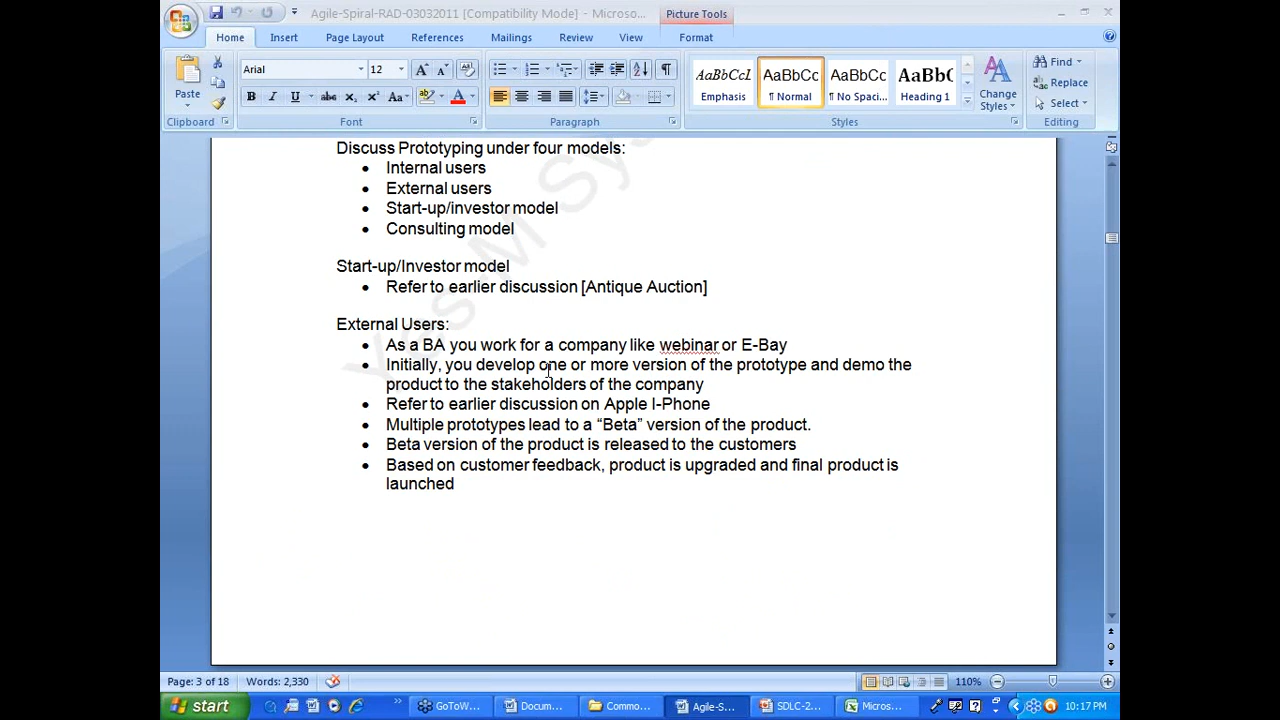 Agile-Spiral-RAD-03032011 [Compatibility Mode] - Microso...
Picture Tools
Home Insert Page Layout References Mailings Review View Format
Paste
Arial 12
AaBbCcL AaBbCc AaBbCc AaBbC
Emphasis ¶ Normal ¶ No Spaci... Heading 1
Change Styles
Find
Replace
Select
Clipboard Font Paragraph Styles Editing
Discuss Prototyping under four models:
• Internal users
• External users
• Start-up/investor model
• Consulting model
Start-up/Investor model
• Refer to earlier discussion [Antique Auction]
External Users:
• As a BA you work for a company like webinar or E-Bay
• Initially, you develop one or more version of the prototype and demo the
product to the stakeholders of the company
• Refer to earlier discussion on Apple I-Phone
• Multiple prototypes lead to a “Beta” version of the product.
• Beta version of the product is released to the customers
• Based on customer feedback, product is upgraded and final product is
launched
Page: 3 of 18 Words: 2,330 110%
start GoToW... Docum... Commo... Agile-S... SDLC-2... Micros... 10:17 PM